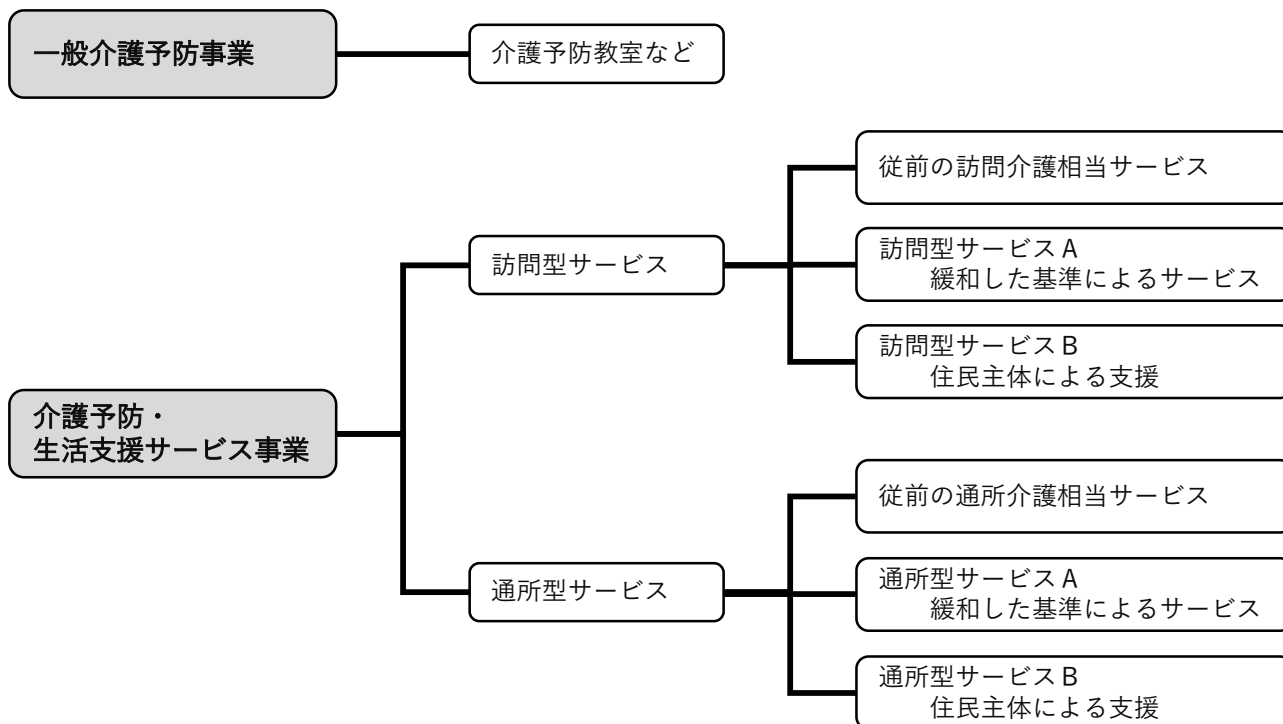 一般介護予防事業
介護予防教室など
介護予防・
生活支援サービス事業
訪問型サービス
従前の訪問介護相当サービス
訪問型サービスA
緩和した基準によるサービス
訪問型サービスB
住民主体による支援
通所型サービス
従前の通所介護相当サービス
通所型サービスA
緩和した基準によるサービス
通所型サービスB
住民主体による支援